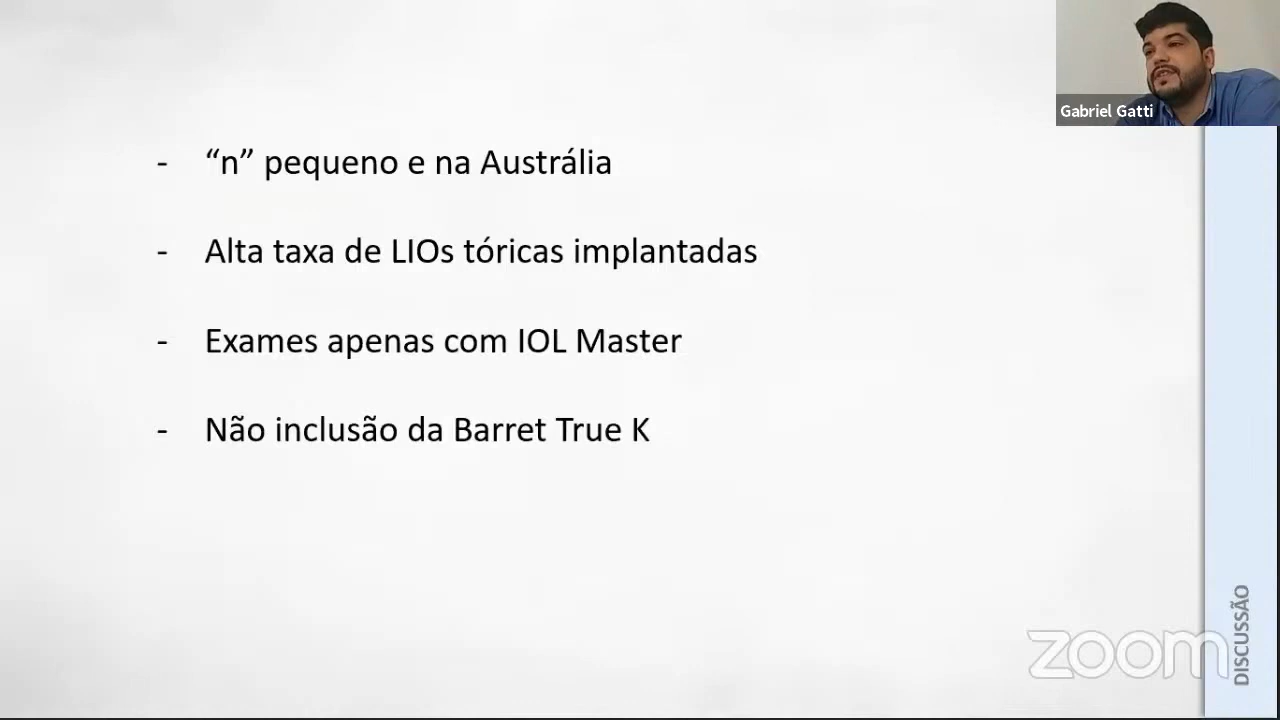 Gabriel Gatti
- “n” pequeno e na Austrália
- Alta taxa de LIOs tóricas implantadas
- Exames apenas com IOL Master
- Não inclusão da Barret True K
DISCUSSÃO
zoom